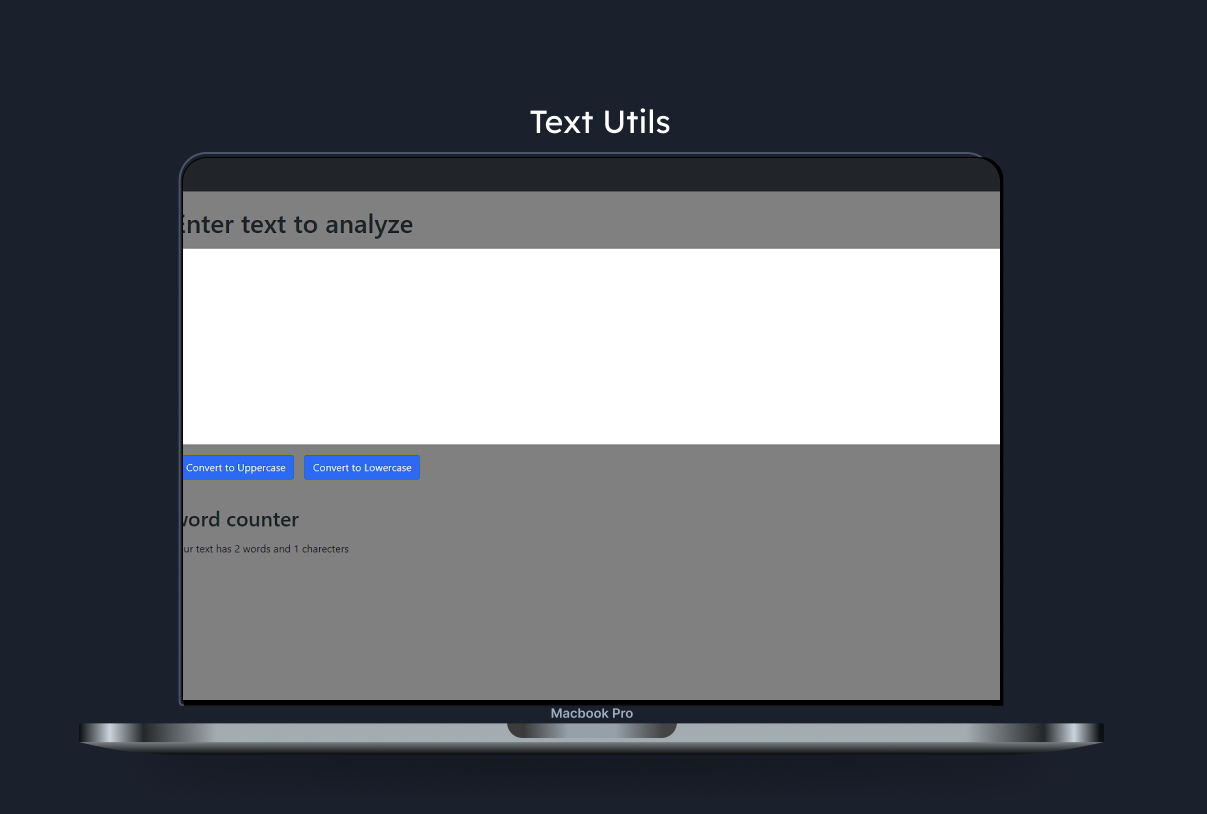 Text Utils
Enter text to analyze
Convert to Uppercase Convert to Lowercase
word counter
ur text has 2 words and 1 charecters
Macbook Pro